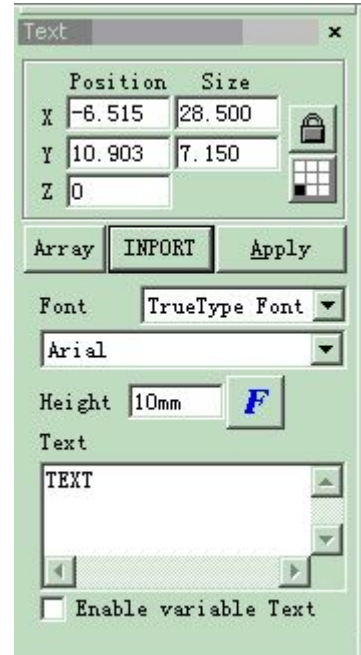 Text
Position Size
X -6.515 28.500
Y 10.903 7.150
Z 0
Array INPORT Apply
Font TrueType Font
Arial
Height 10mm F
Text
TEXT
Enable variable Text